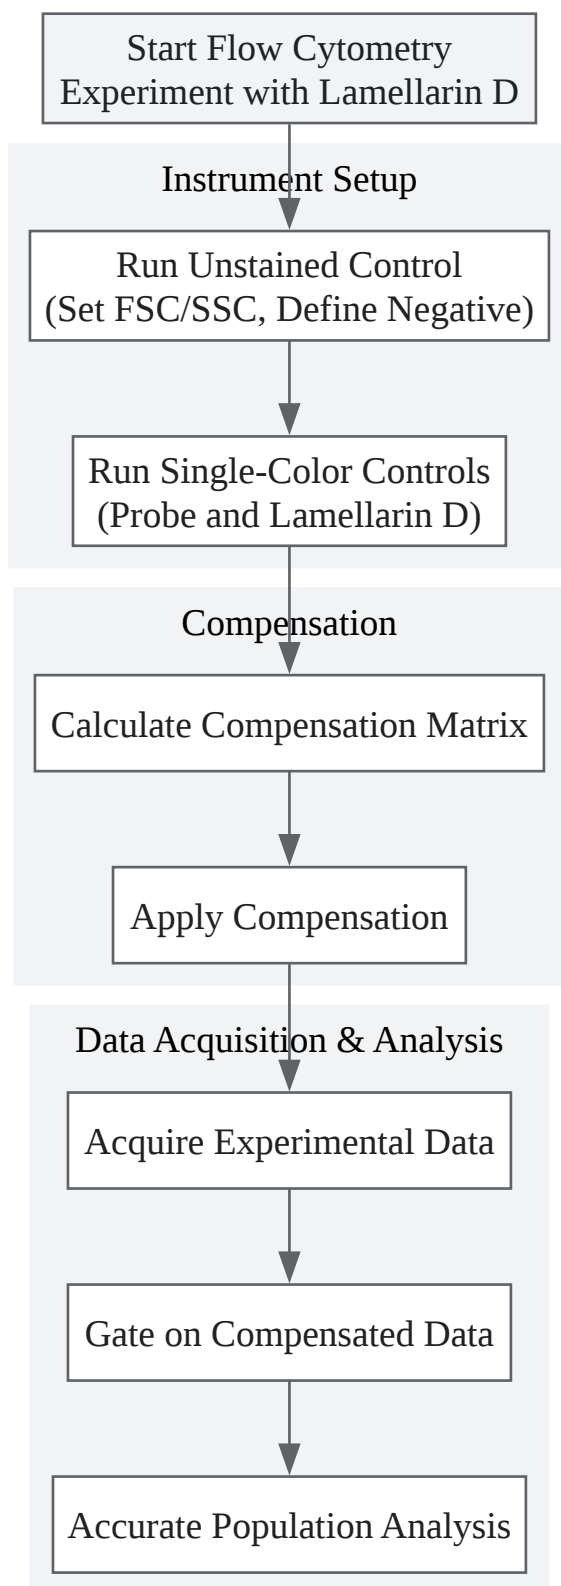 Start Flow Cytometry
Experiment with Lamellarin D
Instrument Setup
Run Unstained Control
(Set FSC/SSC, Define Negative)
Run Single-Color Controls
(Probe and Lamellarin D)
Compensation
Calculate Compensation Matrix
Apply Compensation
Data Acquisition & Analysis
Acquire Experimental Data
Gate on Compensated Data
Accurate Population Analysis